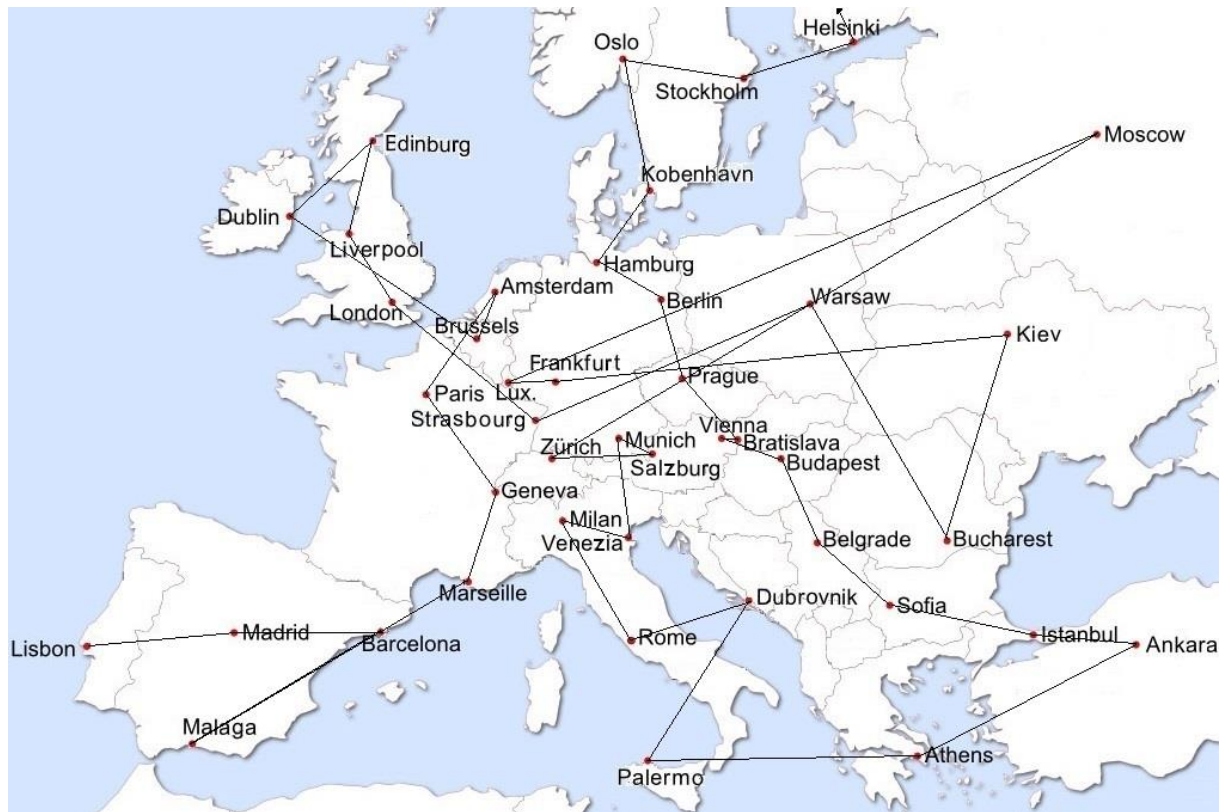 Helsinki
Oslo
Stockholm
Moscow
Edinburg
Kobenhavn
Dublin
Liverpool
Hamburg
Amsterdam
Berlin
Warsaw
London
Brussels
Kiev
Frankfurt
Prague
Paris
Lux.
Strasbourg
Vienna
Munich
Bratislava
Zürich
Salzburg
Budapest
Geneva
Milan
Venezia
Belgrade
Bucharest
Marseille
Dubrovnik
Sofia
Madrid
Istanbul
Lisbon
Barcelona
Rome
Ankara
Malaga
Athens
Palermo